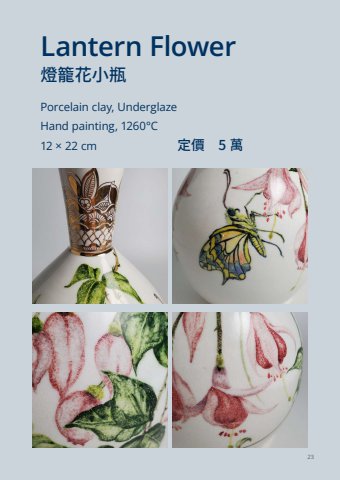 Lantern Flower
燈籠花小瓶
Porcelain clay, Underglaze
Hand painting, 1260°C
12 × 22 cm
定價 5 萬
23